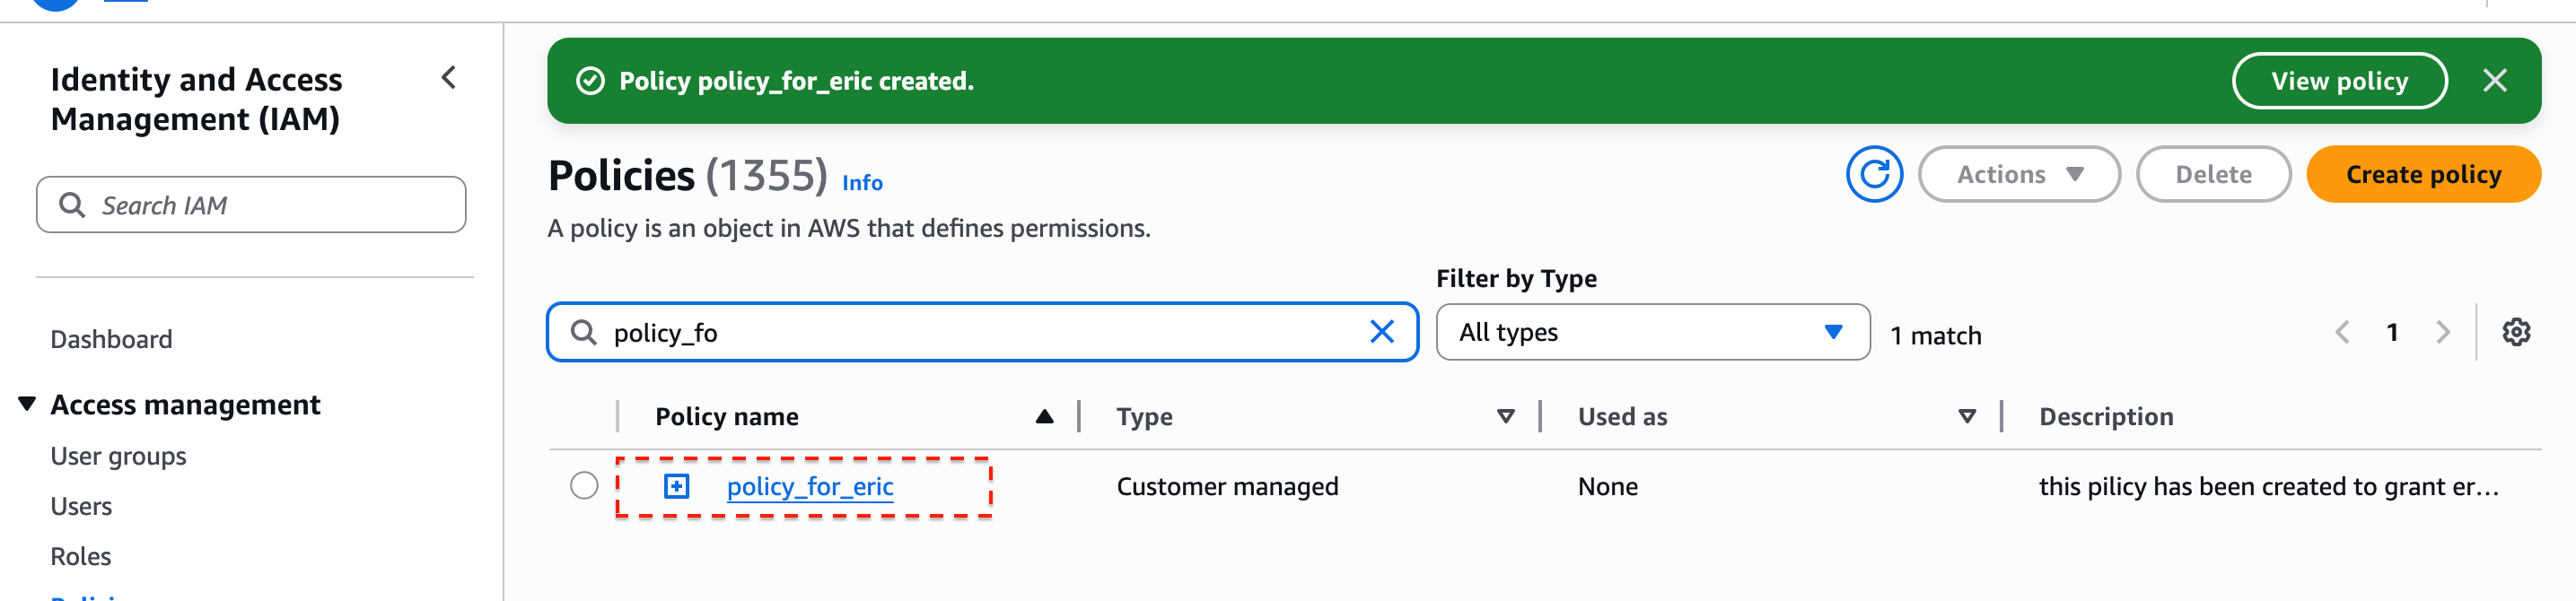 Identity and Access
Management (IAM)
Search IAM
Dashboard
Access management
User groups
Users
Roles
Policy policy_for_eric created.
View policy
Policies (1355) Info
Actions
Delete
Create policy
A policy is an object in AWS that defines permissions.
Filter by Type
policy_fo
All types
1 match
1
Policy name
Type
Used as
Description
policy_for_eric
Customer managed
None
this pilicy has been created to grant er...